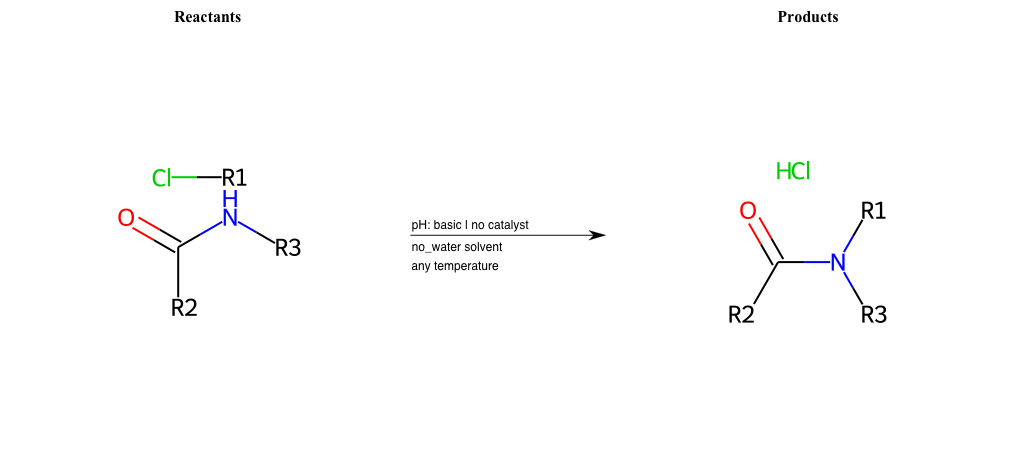 Reactants
Products
Cl R1
H
O N
R3
R2
pH: basic | no catalyst
no_water solvent
any temperature
HCl
O R1
N
R2 R3